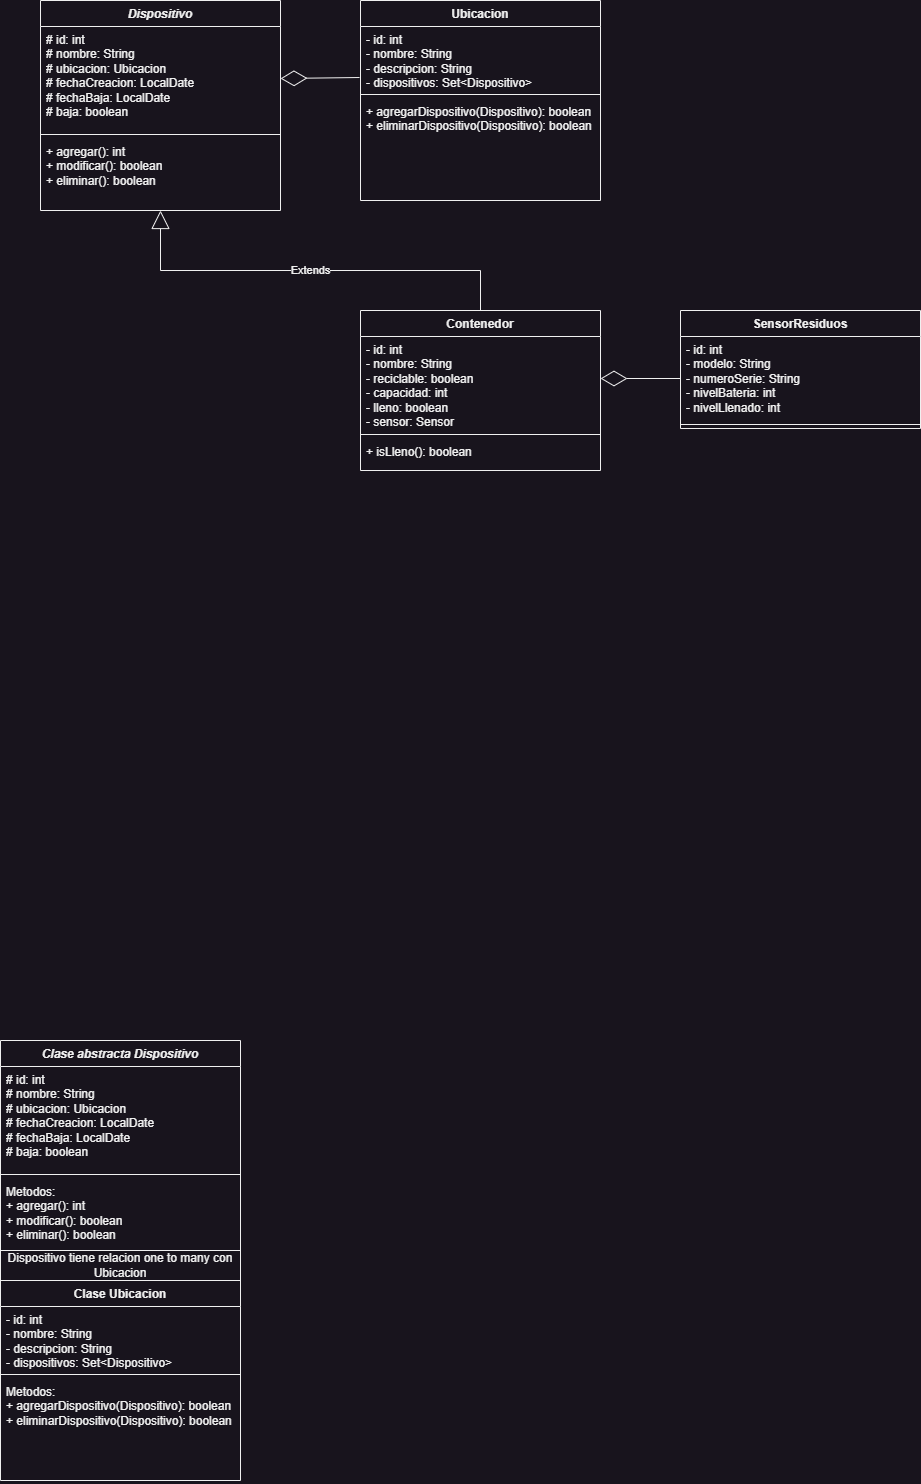 Dispositivo
# id: int
# nombre: String
# ubicacion: Ubicacion
# fechaCreacion: LocalDate
# fechaBaja: LocalDate
# baja: boolean
+ agregar(): int
+ modificar(): boolean
+ eliminar(): boolean
Ubicacion
- id: int
- nombre: String
- descripcion: String
- dispositivos: Set<Dispositivo>
+ agregarDispositivo(Dispositivo): boolean
+ eliminarDispositivo(Dispositivo): boolean
Extends
Contenedor
- id: int
- nombre: String
- reciclable: boolean
- capacidad: int
- lleno: boolean
- sensor: Sensor
+ isLleno(): boolean
SensorResiduos
- id: int
- modelo: String
- numeroSerie: String
- nivelBateria: int
- nivelLlenado: int
Clase abstracta Dispositivo
# id: int
# nombre: String
# ubicacion: Ubicacion
# fechaCreacion: LocalDate
# fechaBaja: LocalDate
# baja: boolean
Metodos:
+ agregar(): int
+ modificar(): boolean
+ eliminar(): boolean
Dispositivo tiene relacion one to many con
Ubicacion
Clase Ubicacion
- id: int
- nombre: String
- descripcion: String
- dispositivos: Set<Dispositivo>
Metodos:
+ agregarDispositivo(Dispositivo): boolean
+ eliminarDispositivo(Dispositivo): boolean